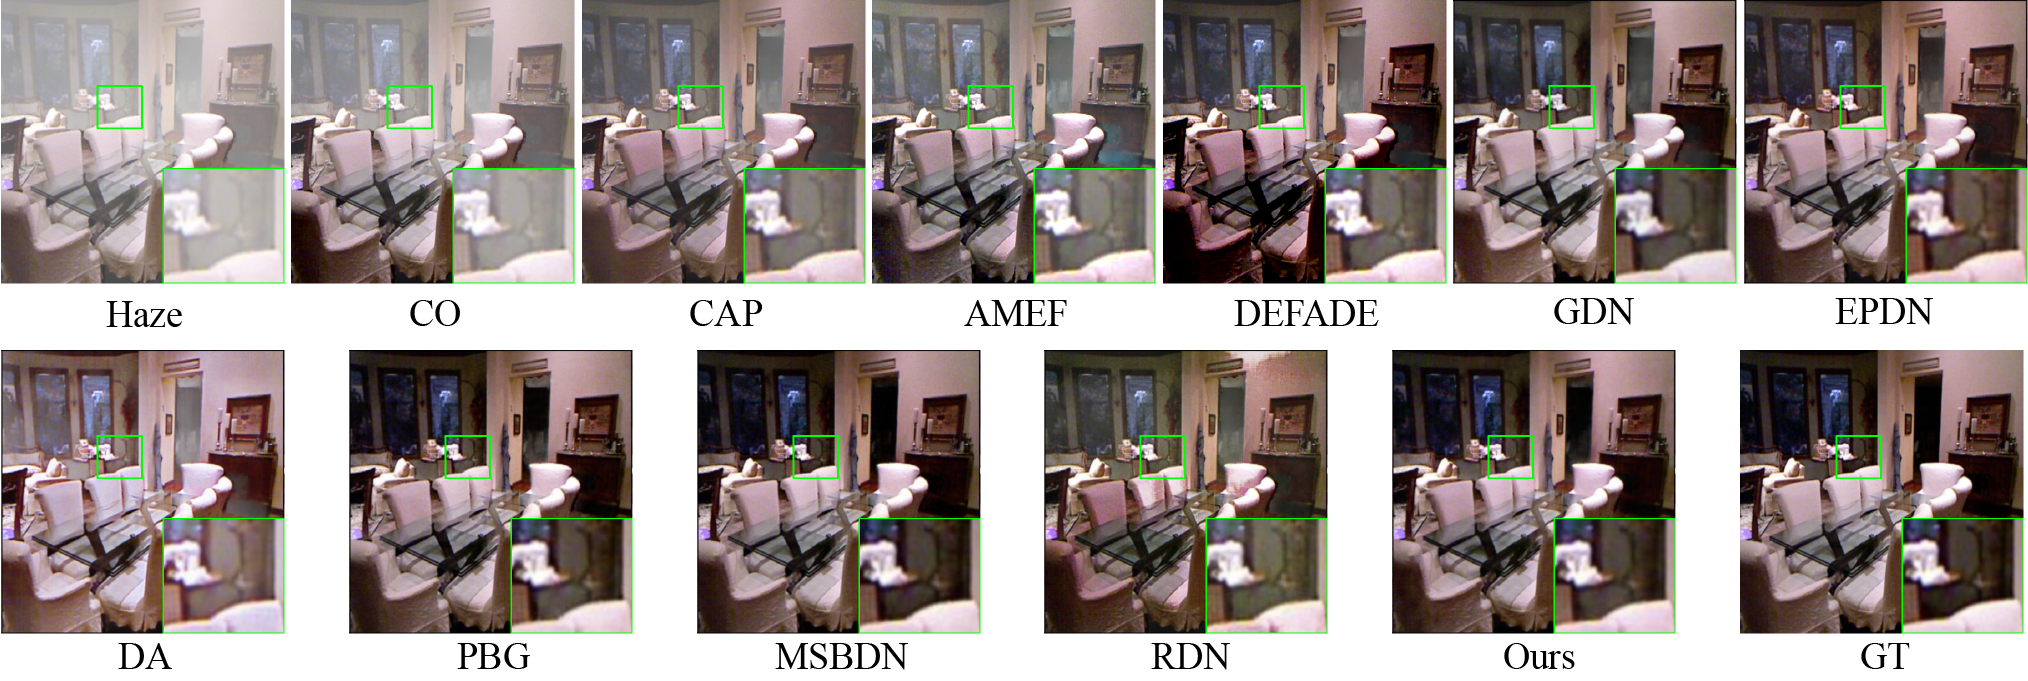 Haze CO CAP AMEF DEFADE GDN EPDN
DA PBG MSBDN RDN Ours GT